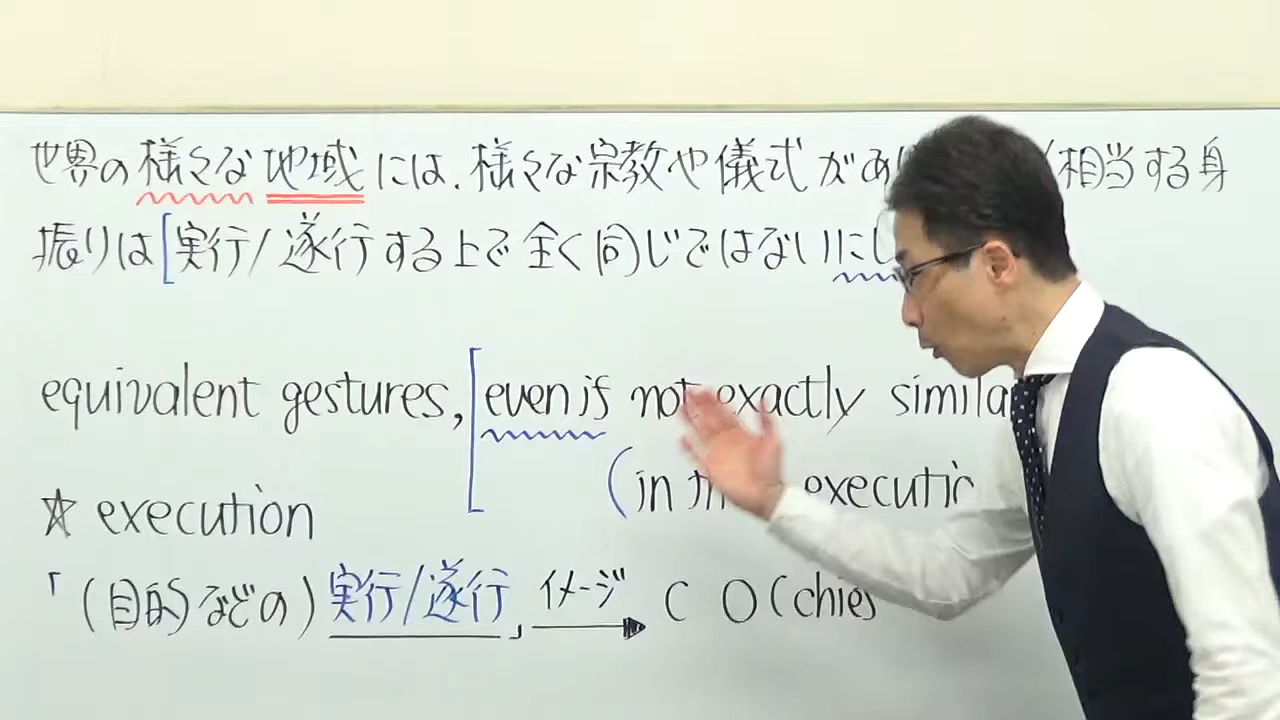 世界の様々な地域には、様々な宗教や儀式があ 相当する身
振りは[実行/遂行する上で全く同じではないにし
equivalent gestures, [even if not exactly simila
(in executio
☆ execution
「(目的などの)実行/遂行」 イメージ → C O (chie